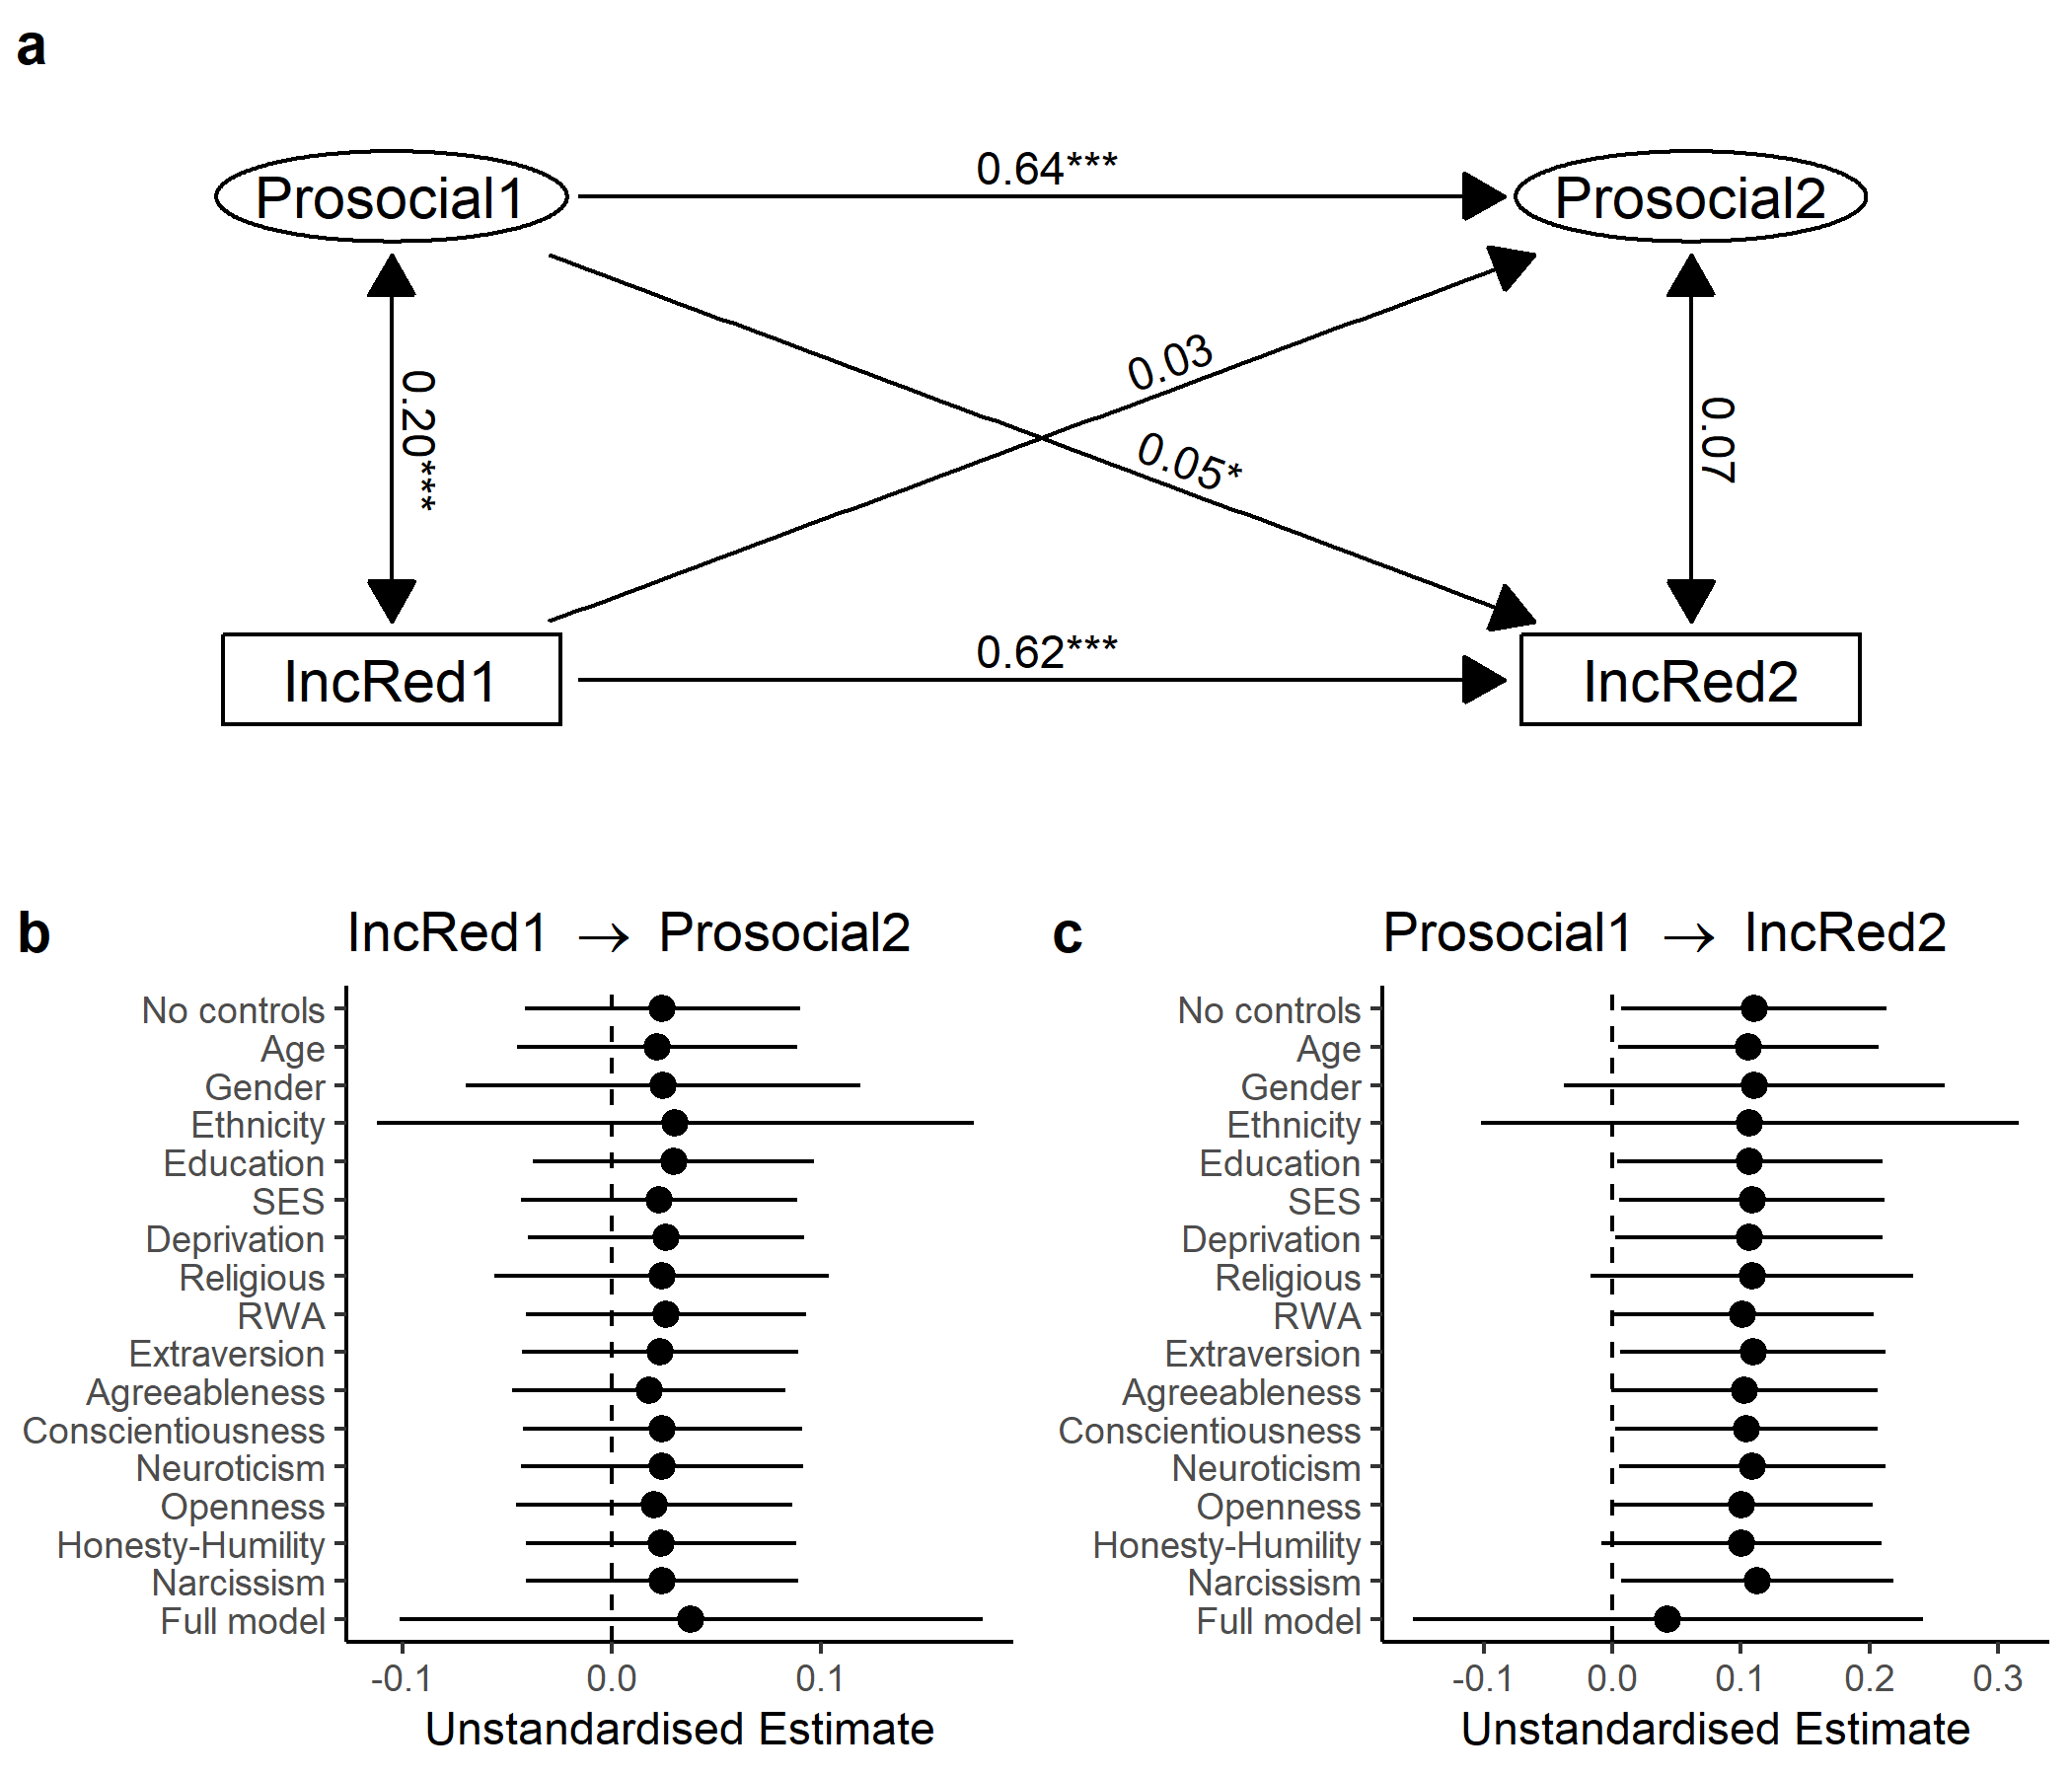 a
Prosocial1
0.64***
Prosocial2
0.20***
0.03
0.05*
0.07
IncRed1
0.62***
IncRed2
b
IncRed1 → Prosocial2
No controls
Age
Gender
Ethnicity
Education
SES
Deprivation
Religious
RWA
Extraversion
Agreeableness
Conscientiousness
Neuroticism
Openness
Honesty-Humility
Narcissism
Full model
-0.1 0.0 0.1
Unstandardised Estimate
c
Prosocial1 → IncRed2
No controls
Age
Gender
Ethnicity
Education
SES
Deprivation
Religious
RWA
Extraversion
Agreeableness
Conscientiousness
Neuroticism
Openness
Honesty-Humility
Narcissism
Full model
-0.1 0.0 0.1 0.2 0.3
Unstandardised Estimate